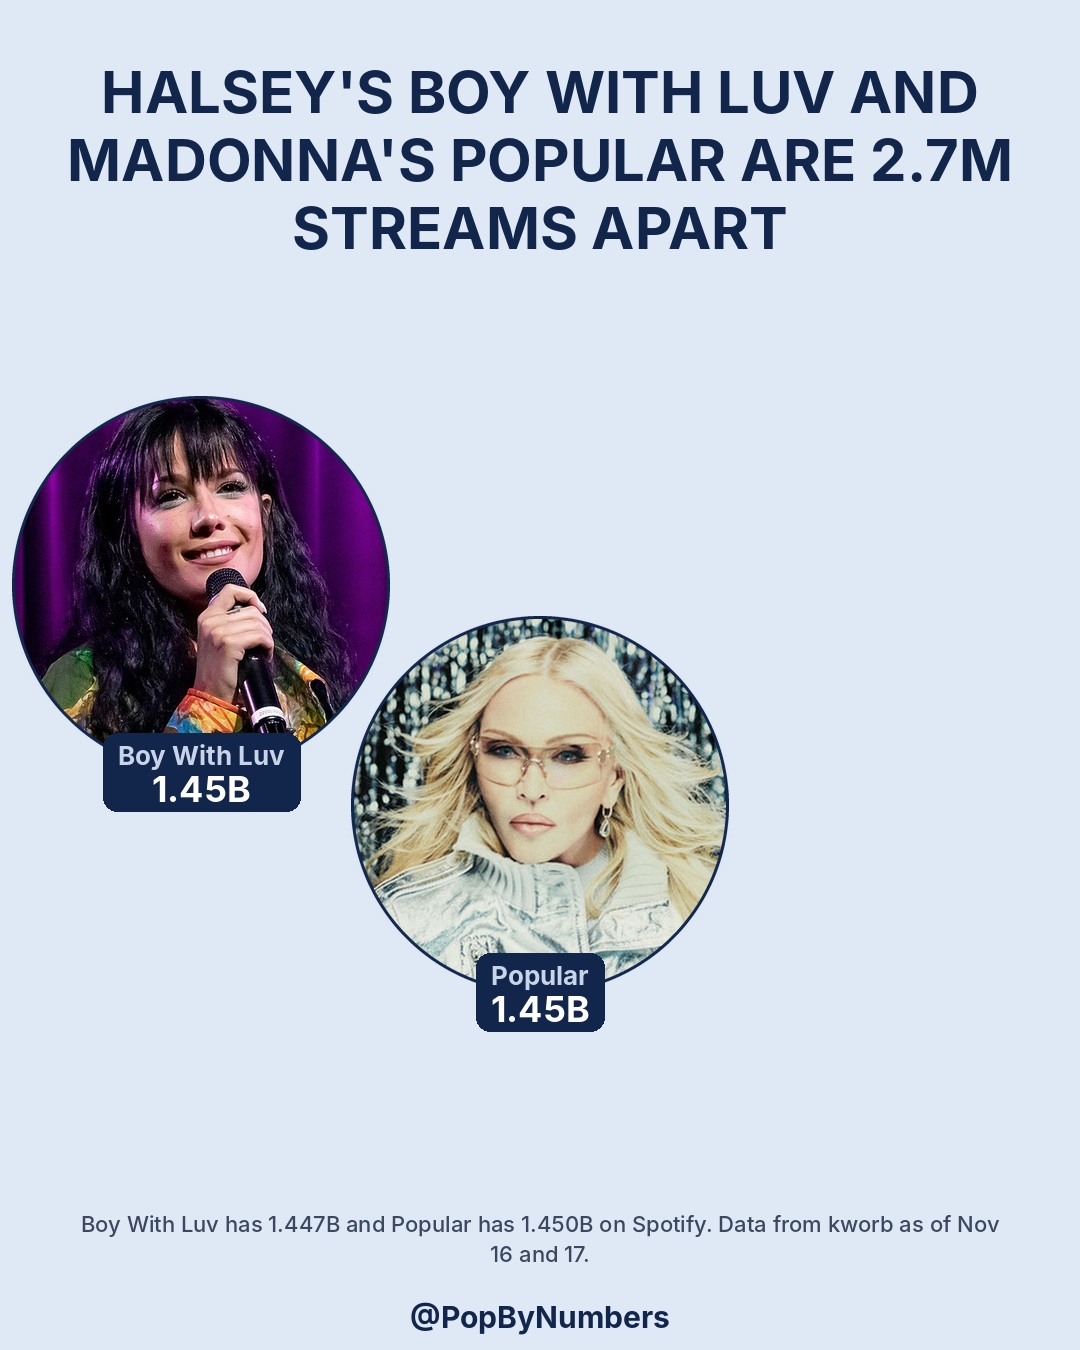 HALSEY'S BOY WITH LUV AND
MADONNA'S POPULAR ARE 2.7M
STREAMS APART
Boy With Luv
1.45B
Popular
1.45B
Boy With Luv has 1.447B and Popular has 1.450B on Spotify. Data from kworb as of Nov
16 and 17.
@PopByNumbers